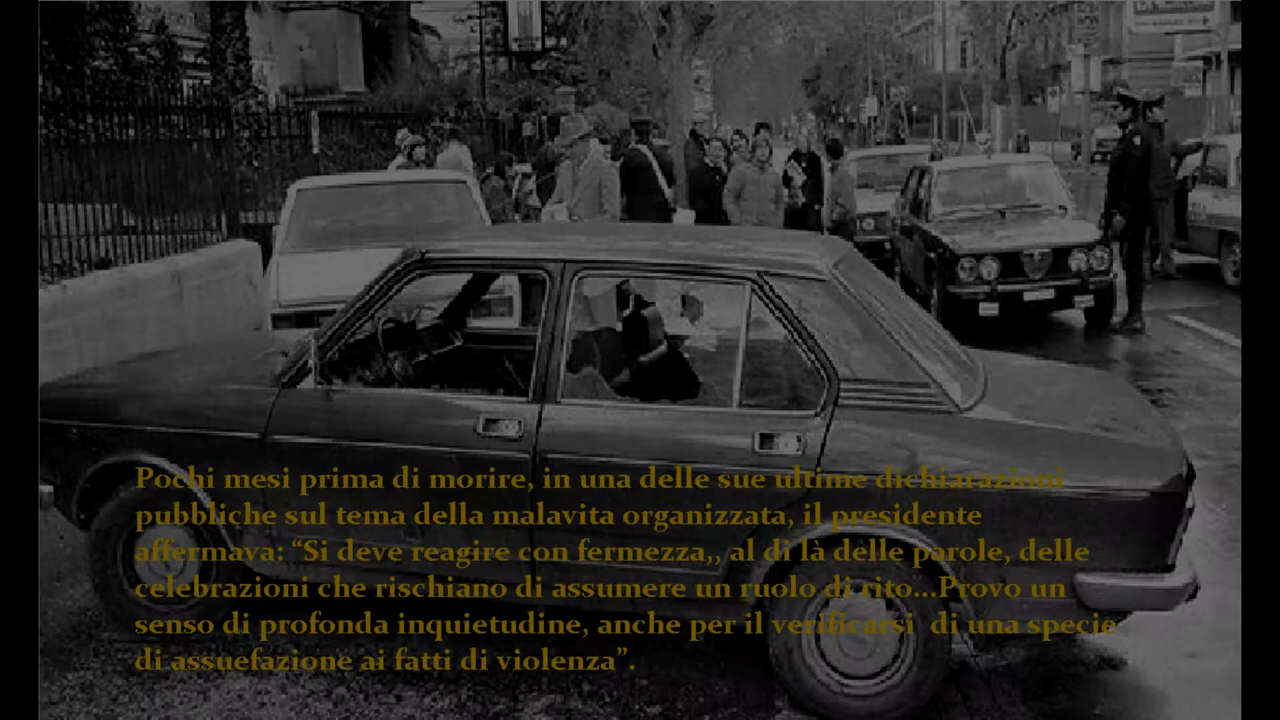 Pochi mesi prima di morire, in una delle sue ultime dichiarazioni
pubbliche sul tema della malavita organizzata, il presidente
affermava: “Si deve reagire con fermezza,, al di là delle parole, delle
celebrazioni che rischiano di assumere un ruolo di rito...Provo un
senso di profonda inquietudine, anche per il verificarsi  di una specie
di assuefazione ai fatti di violenza”.